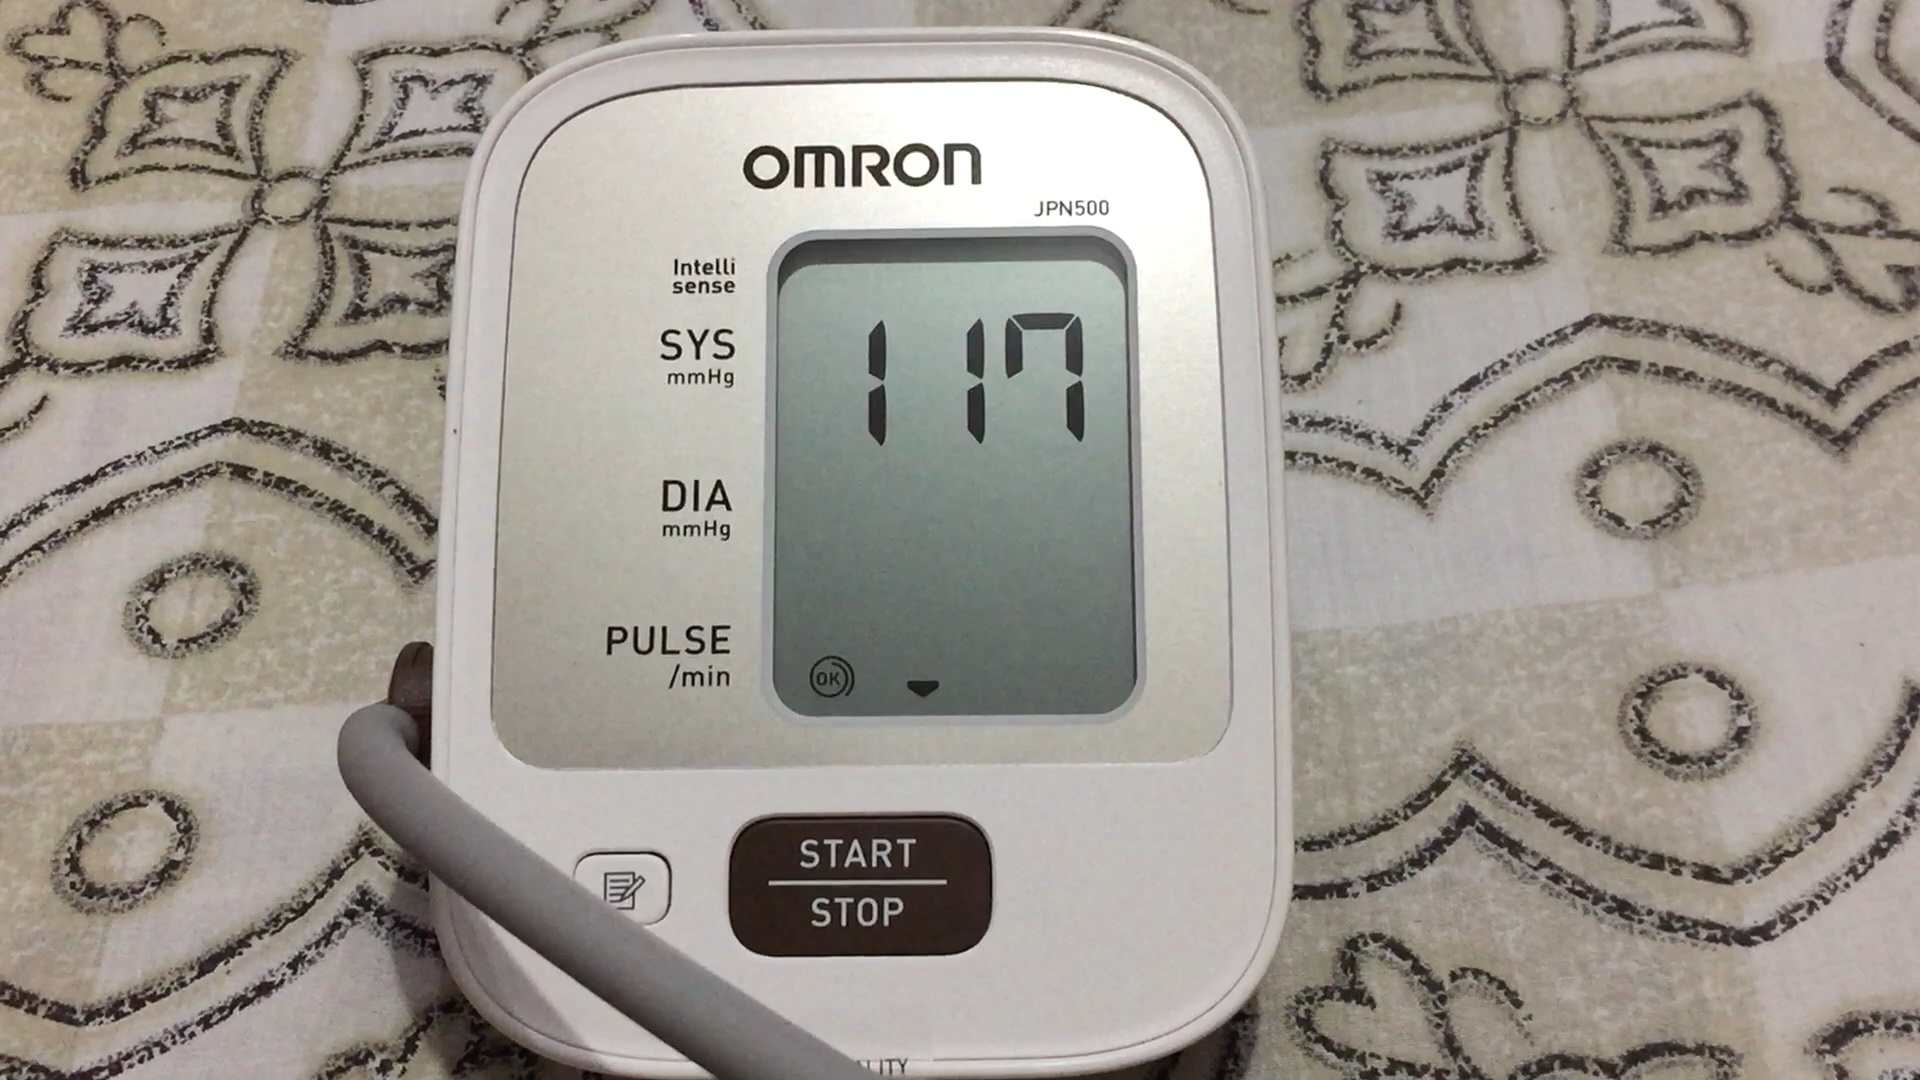 OMRON
JPN500
Intelli
sense
SYS
mmHg
117
DIA
mmHg
PULSE
/min
OK
START
STOP